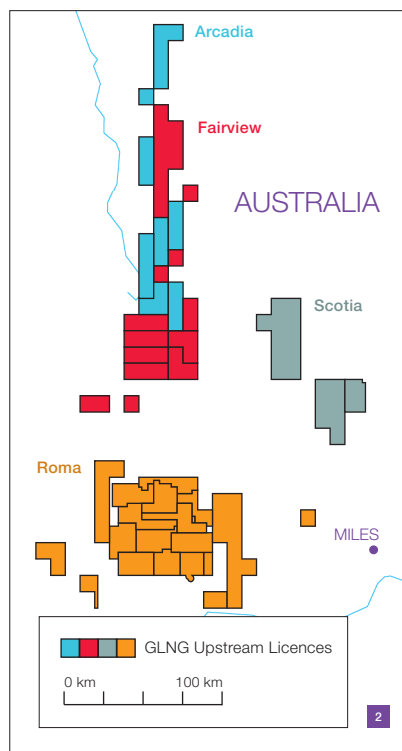 Arcadia
Fairview
AUSTRALIA
Scotia
Roma
MILES
GLNG Upstream Licences
0 km 100 km
2